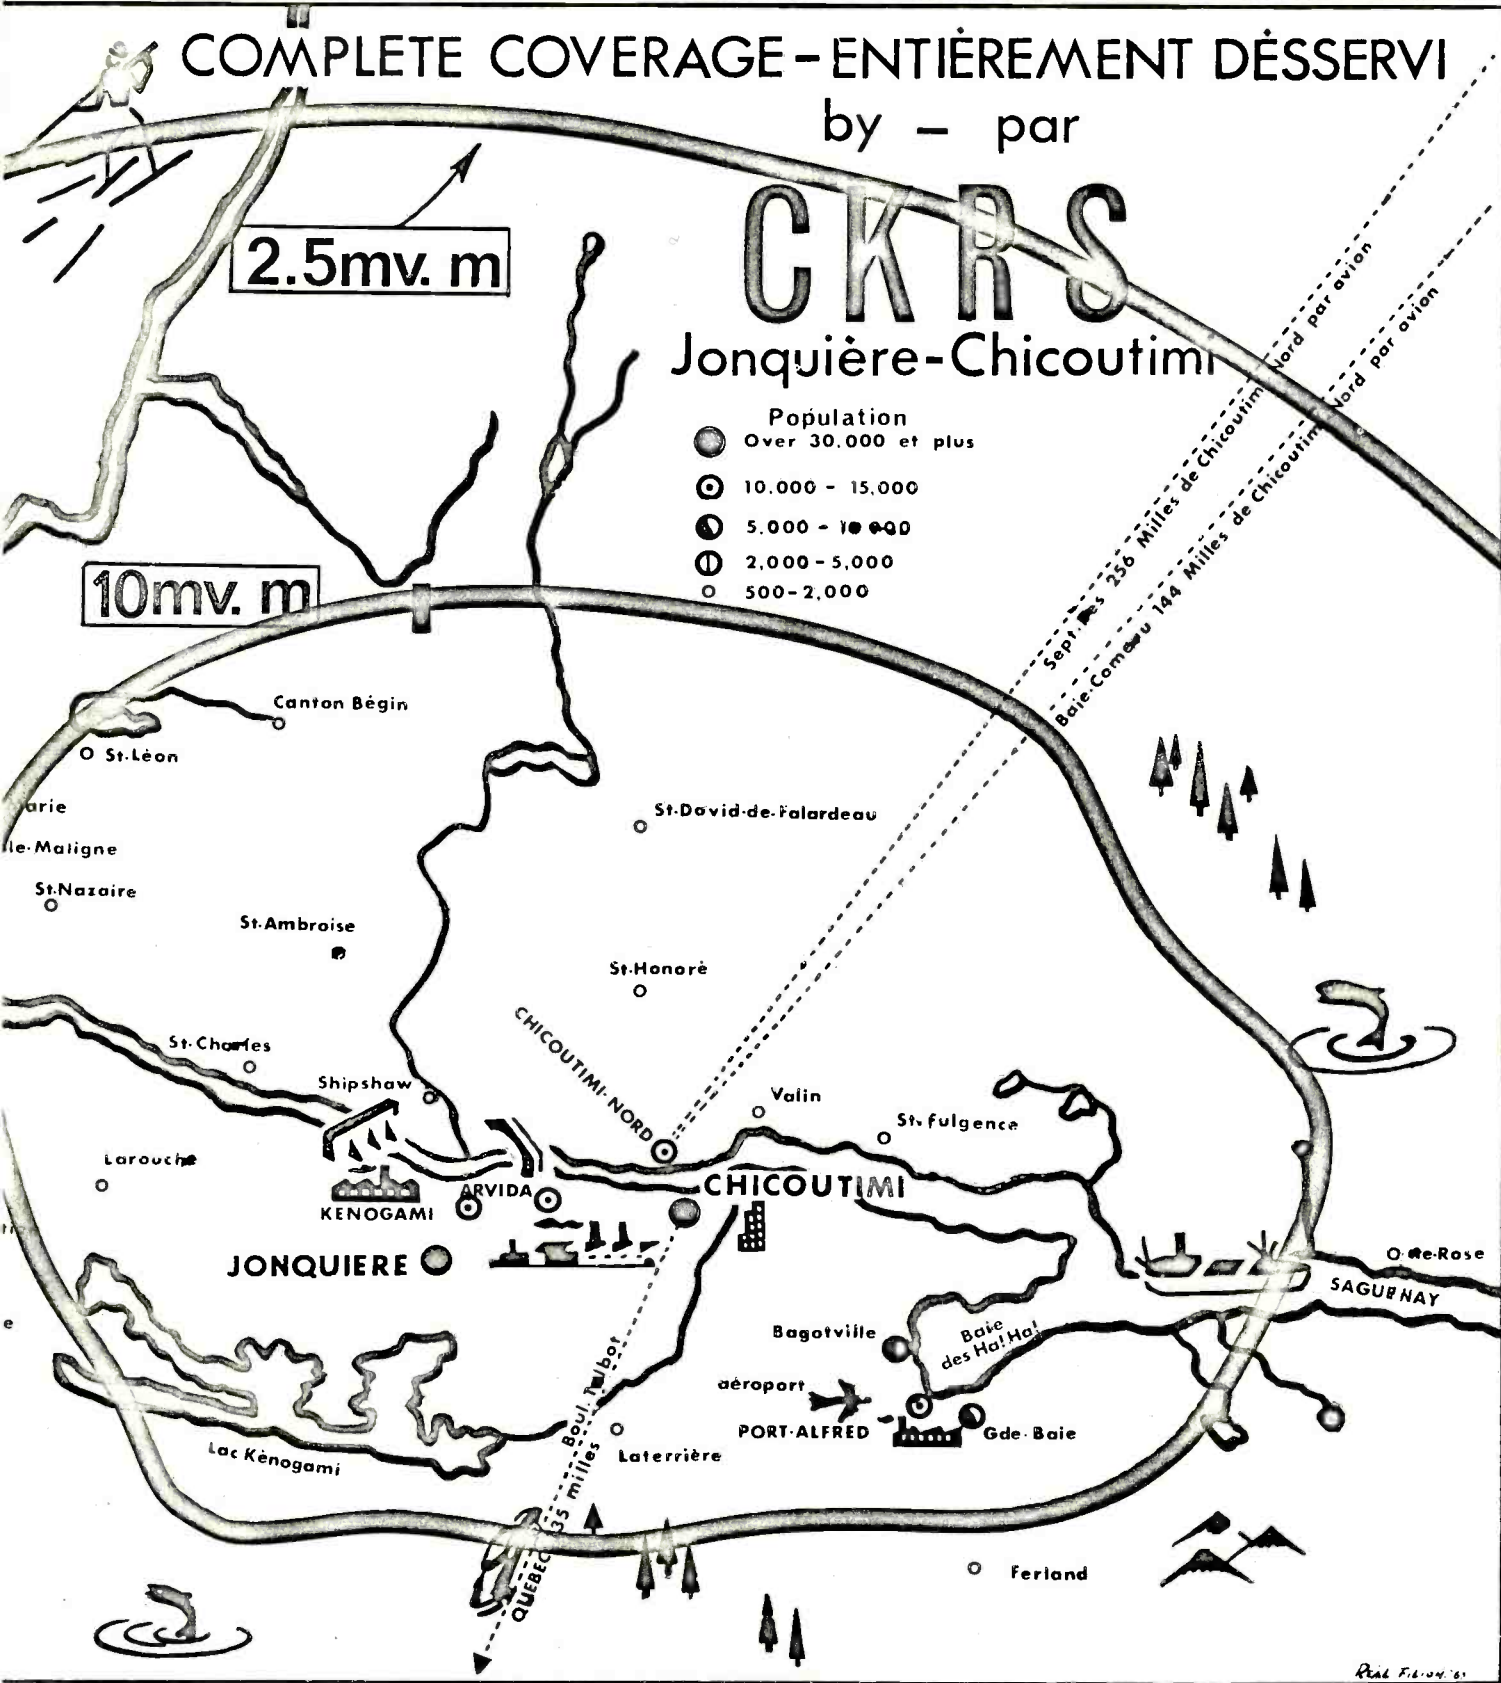 COMPLETE COVERAGE-ENTIÈREMENT DÉSSERVI
by - par
CKRS
Jonquière-Chicoutimi
2.5mv. m
Population
Over 30.000 et plus
10.000 - 15,000
5.000 -
2,000-5,000
500-2,000
10mv. m
256 Milles de Chicoutimi Nord par avion
144 Milles de Chicoutimi Nord par avion
Canton Bégin
St.Léon
arie
le-Maligne
St.Nazaire
St-David-de-Falardeau
St-Ambroise
St-Honoré
CHICOUTIMI-NORD
St-Charles
Shipshaw
Valin
St-Fulgence
Larouche
KENOGAMI
ARVIDA
CHICOUTIMI
JONQUIERE
-de-Rose
SAGUENAY
e
Bagotville
Baie
des Ha! Ha!
aéroport
PORT-ALFRED
Gde-Baie
Lac Kénogami
Laterrière
Boul. Talbot
QUEBEC 135 milles
Ferland